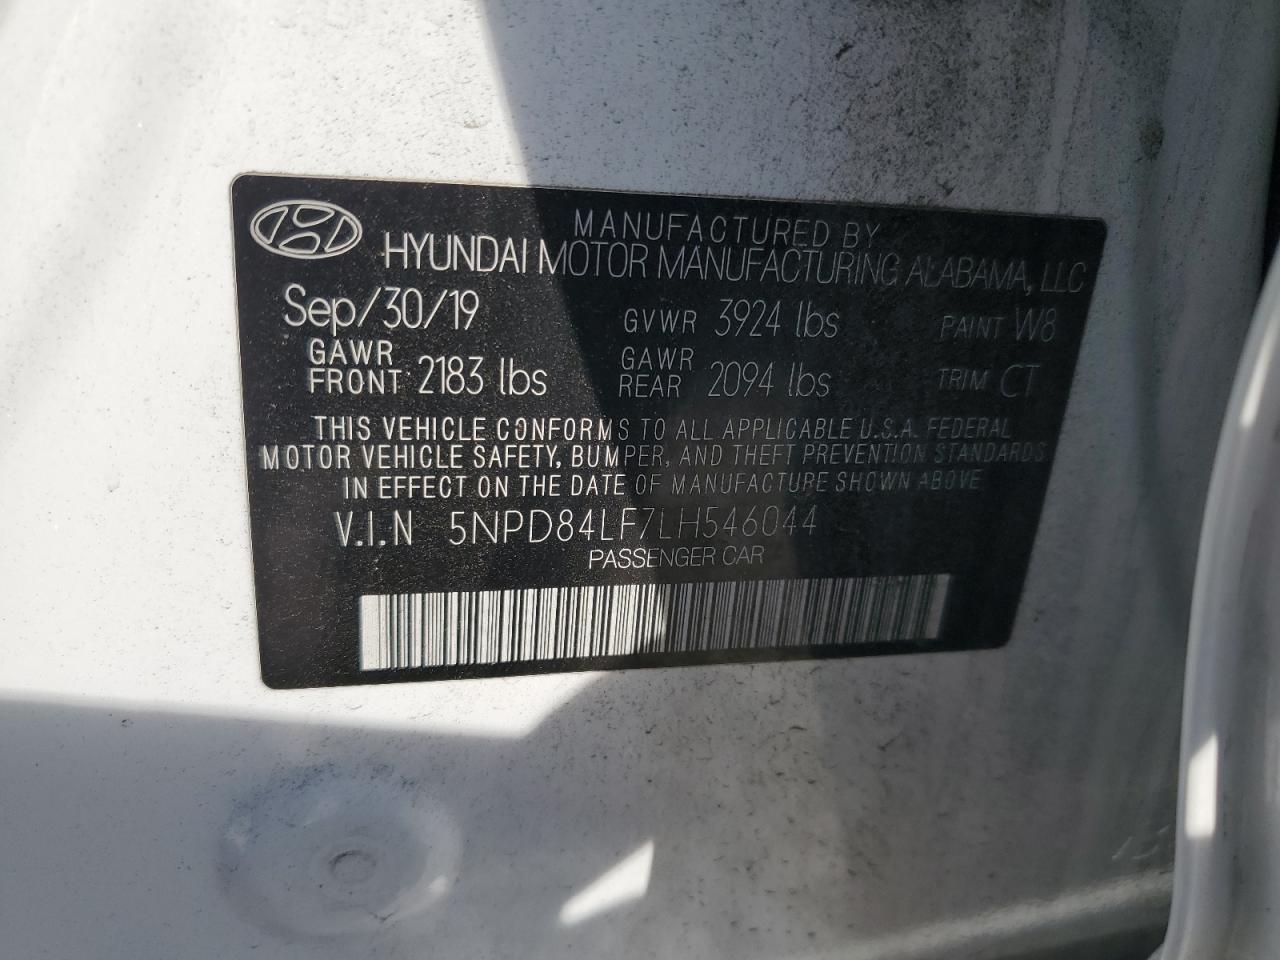 MANUFACTURED BY
HYUNDAI MOTOR MANUFACTURING ALABAMA, LLC
Sep/30/19 GVWR 3924 lbs PAINT W8
GAWR FRONT 2183 lbs GAWR REAR 2094 lbs TRIM CT
THIS VEHICLE CONFORMS TO ALL APPLICABLE U.S.A. FEDERAL
MOTOR VEHICLE SAFETY, BUMPER, AND THEFT PREVENTION STANDARDS
IN EFFECT ON THE DATE OF MANUFACTURE SHOWN ABOVE
V.I.N 5NPD84LF7LH546044
PASSENGER CAR